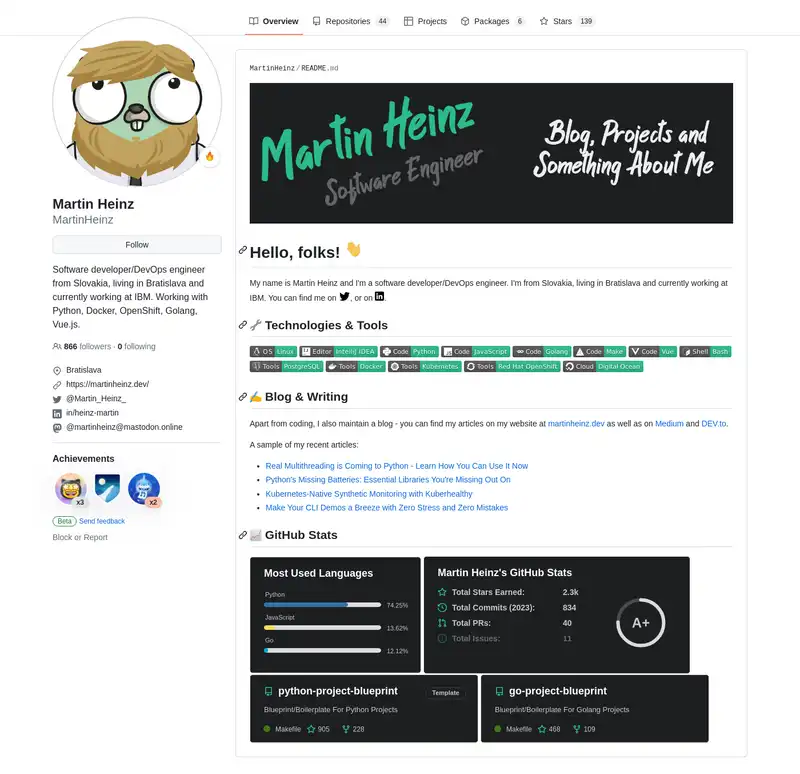 Overview Repositories 44 Projects Packages 6 Stars 139
MartinHeinz/README.md
Martin Heinz
Software Engineer
Blog, Projects and
Something About Me
Martin Heinz
MartinHeinz
Follow
Software developer/DevOps engineer
from Slovakia, living in Bratislava and
currently working at IBM. Working with
Python, Docker, OpenShift, Golang,
Vue.js.
866 followers · 0 following
Bratislava
https://martinheinz.dev/
@Martin_Heinz_
in/heinz-martin
@martinheinz@mastodon.online
Achievements
x3 x2
Beta Send feedback
Block or Report
Hello, folks!
My name is Martin Heinz and I'm a software developer/DevOps engineer. I'm from Slovakia, living in Bratislava and currently working at
IBM. You can find me on , or on .
Technologies & Tools
OS Linux Editor IntelliJ IDEA Code Python Code JavaScript Code Golang Code Make Code Vue Shell Bash
Tools PostgreSQL Tools Docker Tools Kubernetes Tools Red Hat OpenShift Cloud Digital Ocean
Blog & Writing
Apart from coding, I also maintain a blog - you can find my articles on my website at martinheinz.dev as well as on Medium and DEV.to.
A sample of my recent articles:
Real Multithreading is Coming to Python - Learn How You Can Use It Now
Python's Missing Batteries: Essential Libraries You're Missing Out On
Kubernetes-Native Synthetic Monitoring with Kuberhealthy
Make Your CLI Demos a Breeze with Zero Stress and Zero Mistakes
GitHub Stats
Most Used Languages
Python
74.25%
JavaScript
13.62%
Go
12.12%
Martin Heinz's GitHub Stats
Total Stars Earned: 2.3k
Total Commits (2023): 834
Total PRs: 40
Total Issues: 11
A+
python-project-blueprint Template
Blueprint/Boilerplate For Python Projects
Makefile 905 228
go-project-blueprint
Blueprint/Boilerplate For Golang Projects
Makefile 468 109